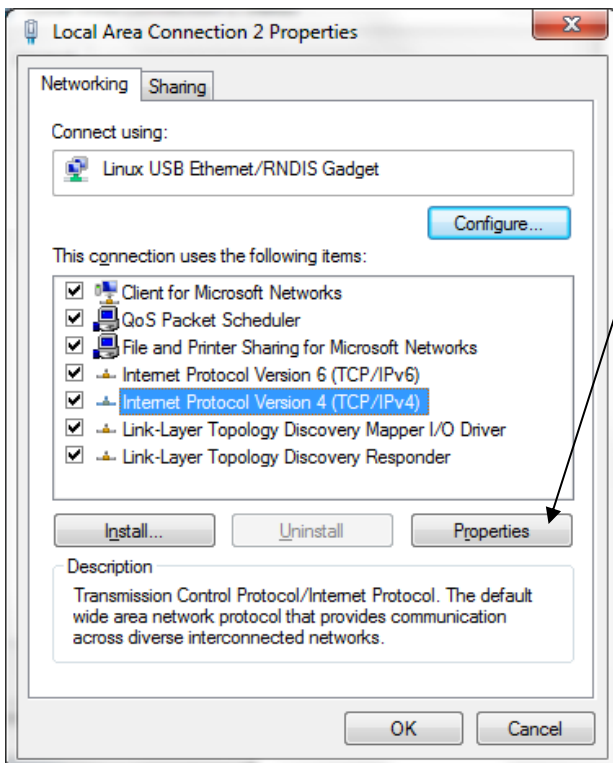 Local Area Connection 2 Properties
Networking
Sharing
Connect using:
Linux USB Ethernet/RNDIS Gadget
Configure...
This connection uses the following items:
Client for Microsoft Networks
QoS Packet Scheduler
File and Printer Sharing for Microsoft Networks
Internet Protocol Version 6 (TCP/IPv6)
Internet Protocol Version 4 (TCP/IPv4)
Link-Layer Topology Discovery Mapper I/O Driver
Link-Layer Topology Discovery Responder
Install...
Uninstall
Properties
Description
Transmission Control Protocol/Internet Protocol. The default
wide area network protocol that provides communication
across diverse interconnected networks.
OK
Cancel